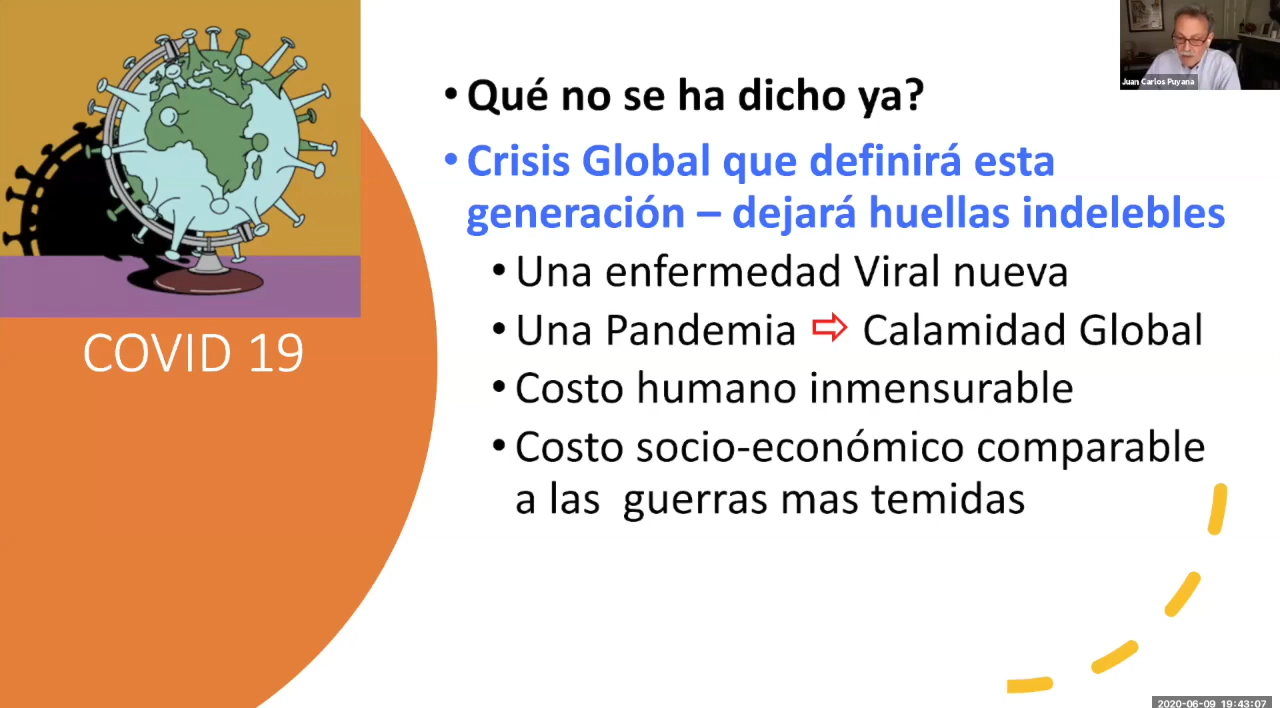 Juan Carlos Puyana
• Qué no se ha dicho ya?
• Crisis Global que definirá esta
generación – dejará huellas indelebles
• Una enfermedad Viral nueva
• Una Pandemia ⇨ Calamidad Global
• Costo humano inmensurable
• Costo socio-económico comparable
a las guerras mas temidas
COVID 19
2020-06-09 19:43:07